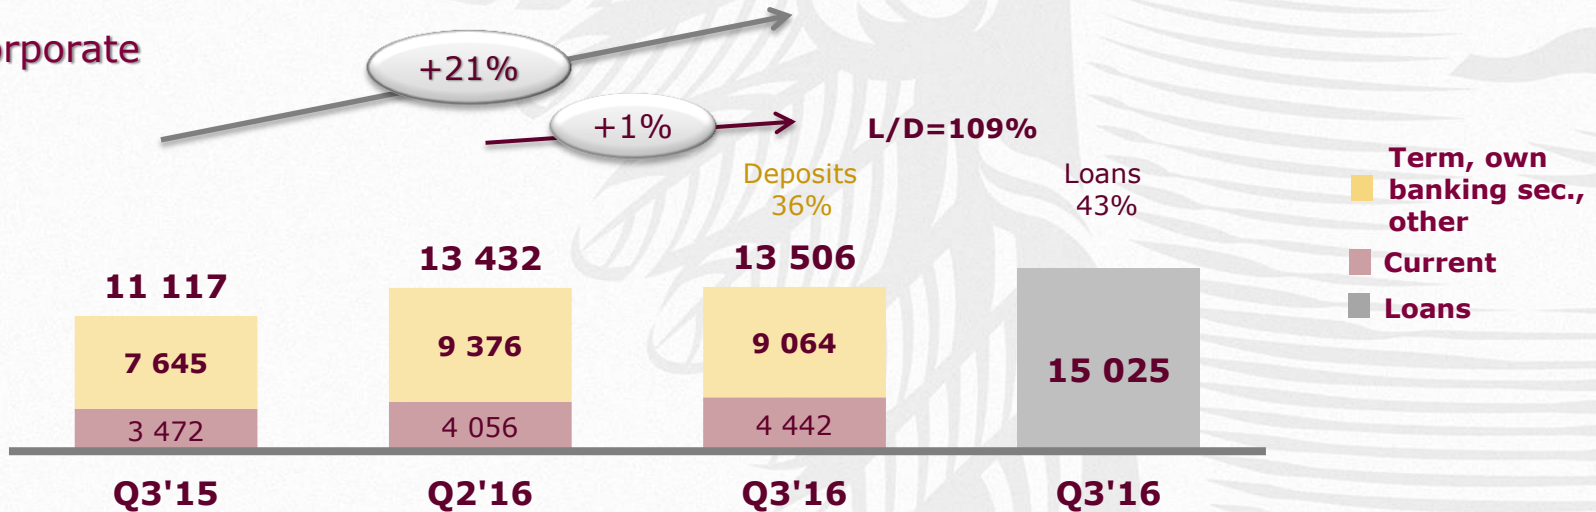 orporate
+21%
+1%
L/D=109%
Deposits
36%
Loans
43%
Term, own
banking sec.,
other
Current
Loans
11 117
13 432
13 506
7 645
9 376
9 064
15 025
3 472
4 056
4 442
Q3'15
Q2'16
Q3'16
Q3'16